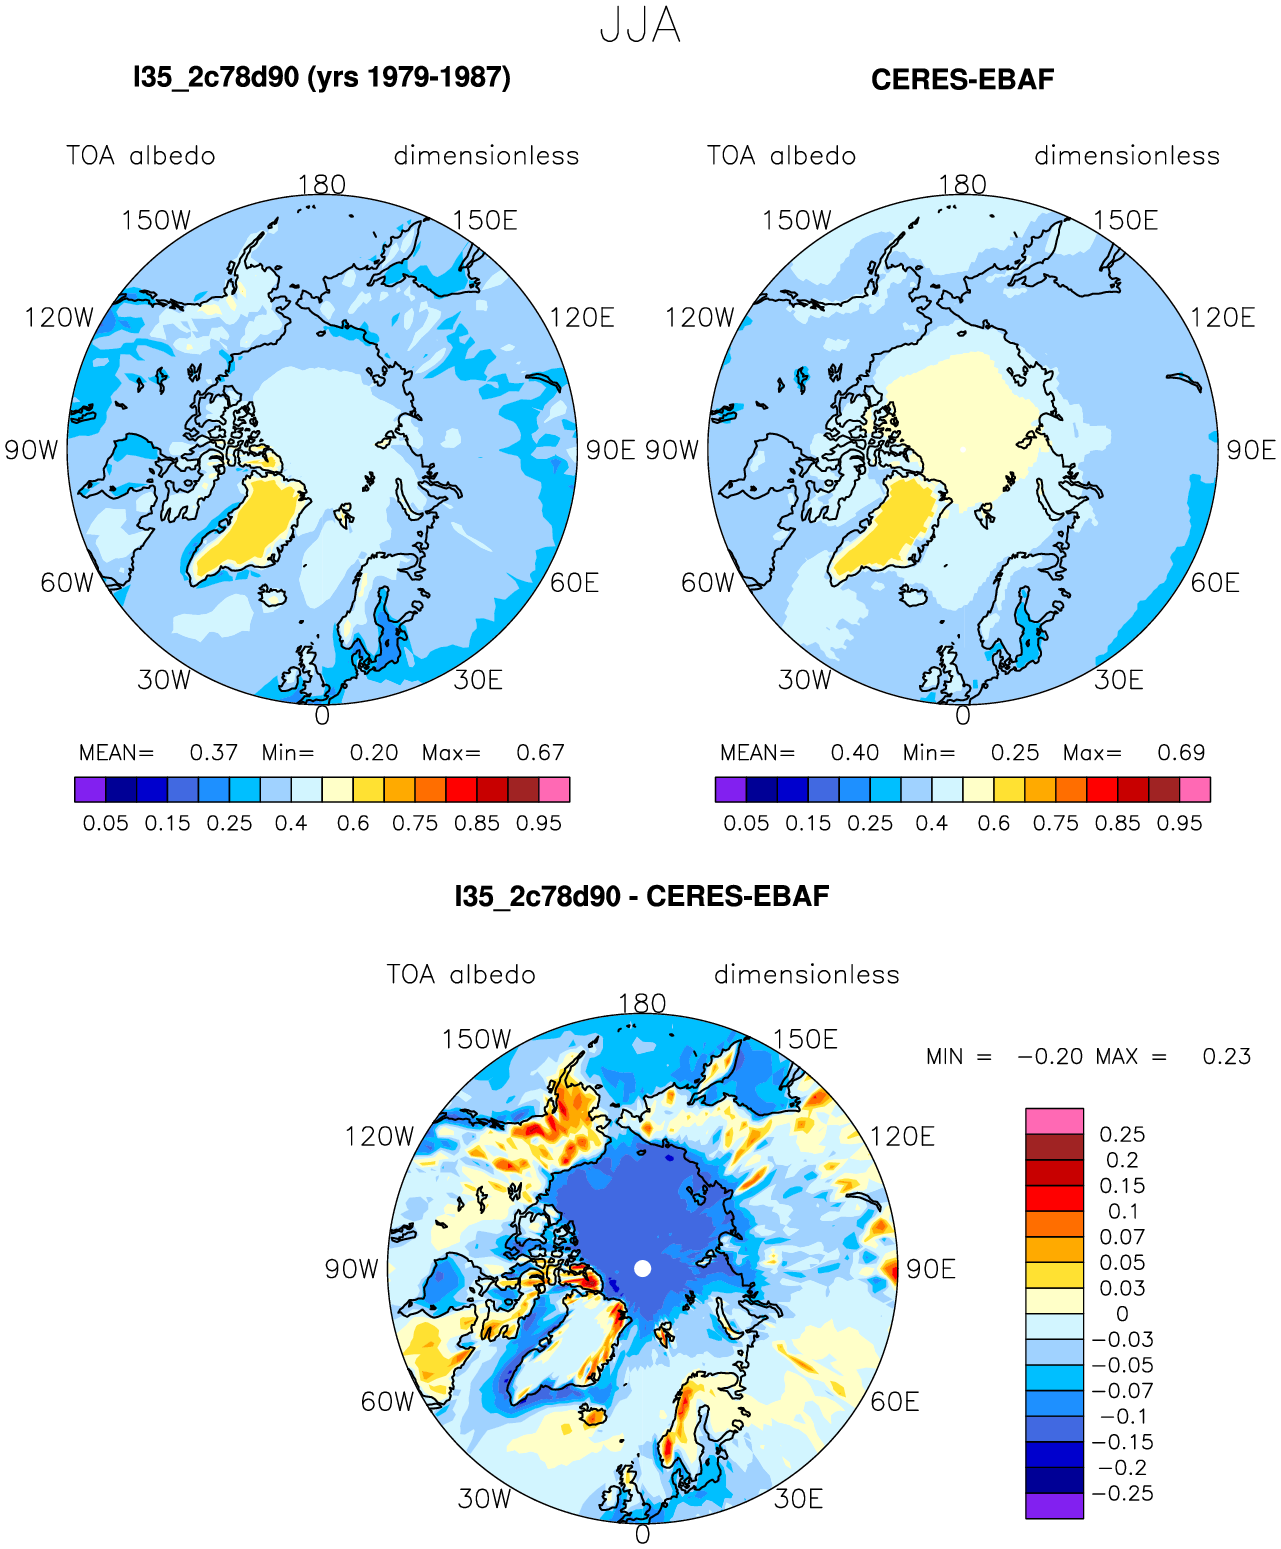 JJA
I35_2c78d90 (yrs 1979-1987)
CERES-EBAF
TOA albedo dimensionless
TOA albedo dimensionless
180
180
150W 150E
150W 150E
120W 120E
120W 120E
90W 90E
90W 90E
60W 60E
60W 60E
30W 30E
30W 30E
0
0
MEAN= 0.37 Min= 0.20 Max= 0.67
MEAN= 0.40 Min= 0.25 Max= 0.69
0.05 0.15 0.25 0.4 0.6 0.75 0.85 0.95
0.05 0.15 0.25 0.4 0.6 0.75 0.85 0.95
I35_2c78d90 - CERES-EBAF
TOA albedo dimensionless
180
150W 150E
MIN = -0.20 MAX = 0.23
120W 120E
90W 90E
60W 60E
30W 30E
0
0.25
0.2
0.15
0.1
0.07
0.05
0.03
0
-0.03
-0.05
-0.07
-0.1
-0.15
-0.2
-0.25